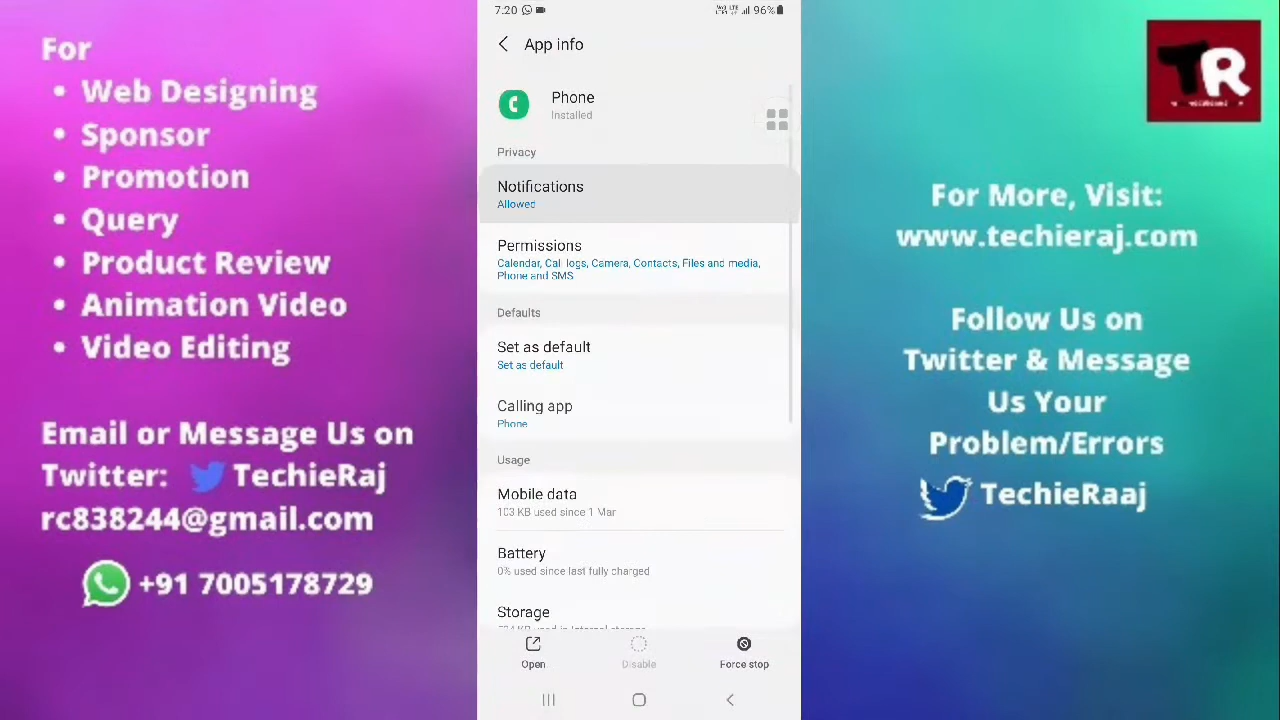 For
• Web Designing
• Sponsor
• Promotion
• Query
• Product Review
• Animation Video
• Video Editing
Email or Message Us on
Twitter: TechieRaj
rc838244@gmail.com
+91 7005178729
7:20
96%
App info
Phone
Installed
Privacy
Notifications
Allowed
Permissions
Calendar, Call logs, Camera, Contacts, Files and media,
Phone and SMS
Defaults
Set as default
Set as default
Calling app
Phone
Usage
Mobile data
103 KB used since 1 Mar
Battery
0% used since last fully charged
Storage
Open
Disable
Force stop
TR
For More, Visit:
www.techieraj.com
Follow Us on
Twitter & Message
Us Your
Problem/Errors
TechieRaaj